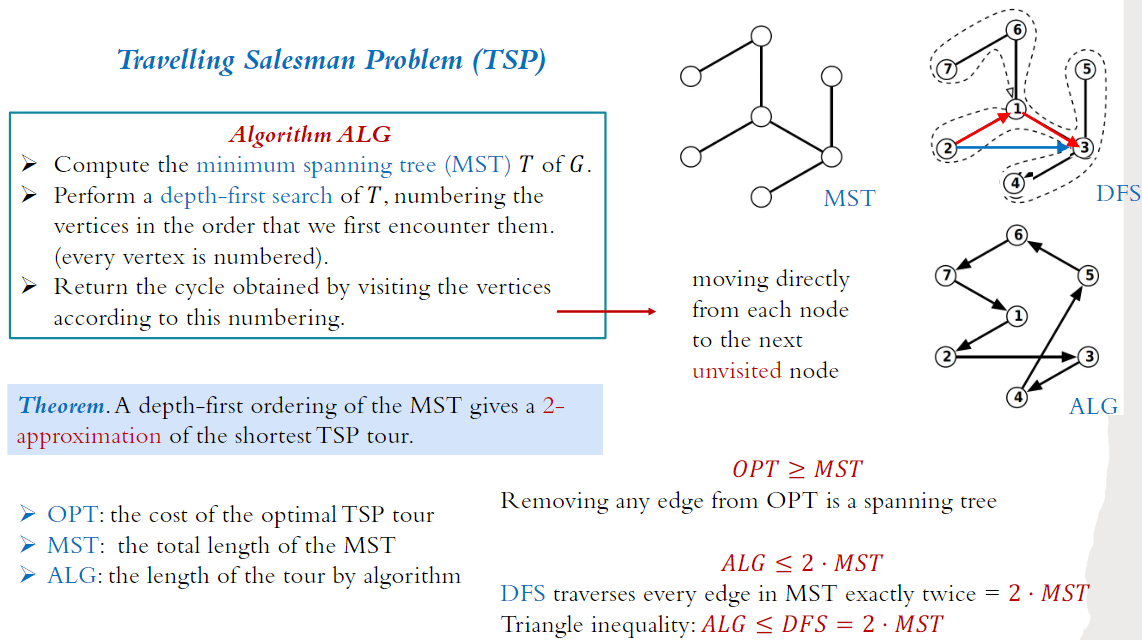 Travelling Salesman Problem (TSP)
Algorithm ALG
➢ Compute the minimum spanning tree (MST) T of G.
➢ Perform a depth-first search of T, numbering the
vertices in the order that we first encounter them.
(every vertex is numbered).
➢ Return the cycle obtained by visiting the vertices
according to this numbering.
MST
6
7
5
1
2
3
4
DFS
moving directly
from each node
to the next
unvisited node
6
7
5
1
2
3
4
ALG
Theorem. A depth-first ordering of the MST gives a 2-
approximation of the shortest TSP tour.
➢ OPT: the cost of the optimal TSP tour
➢ MST: the total length of the MST
➢ ALG: the length of the tour by algorithm
OPT ≥ MST
Removing any edge from OPT is a spanning tree
ALG ≤ 2 · MST
DFS traverses every edge in MST exactly twice = 2 · MST
Triangle inequality: ALG ≤ DFS = 2 · MST